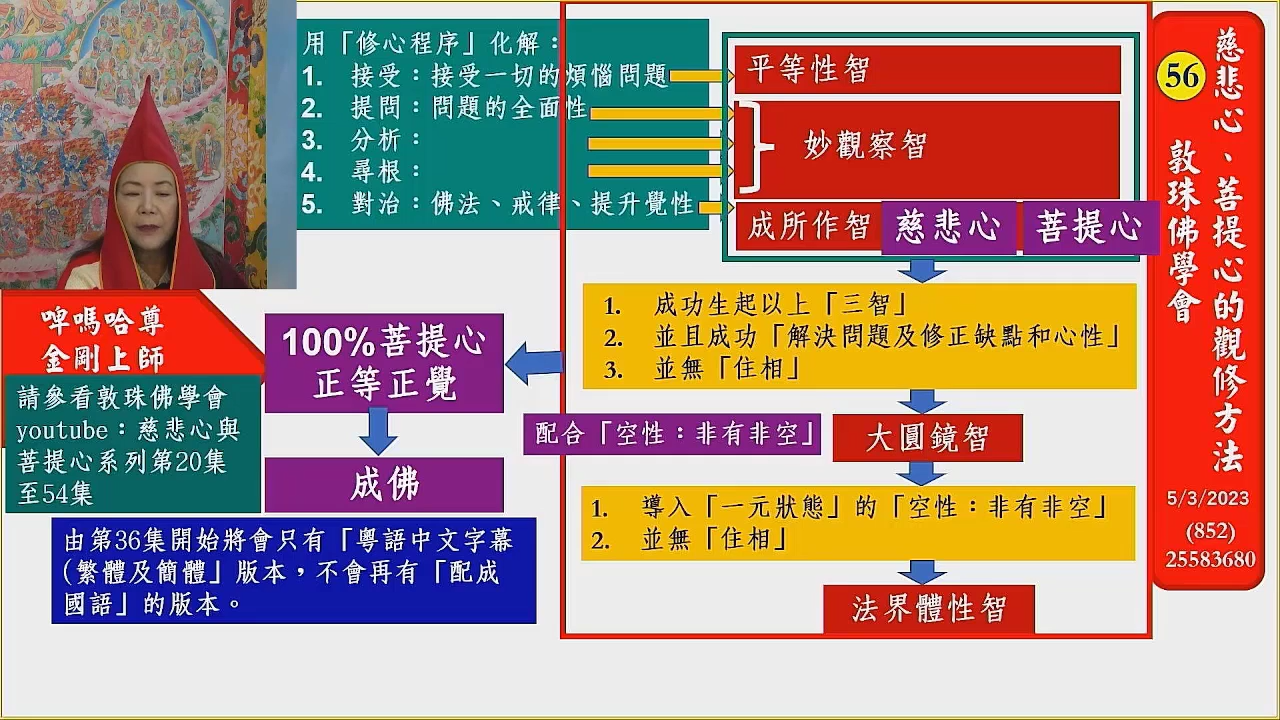 用「修心程序」化解：
1. 接受：接受一切的煩惱問題
2. 提問：問題的全面性
3. 分析：
4. 尋根：
5. 對治：佛法、戒律、提升覺性
平等性智
妙觀察智
成所作智 慈悲心 菩提心
1. 成功生起以上「三智」
2. 並且成功「解決問題及修正缺點和心性」
3. 並無「住相」
100%菩提心
正等正覺
成佛
配合「空性：非有非空」
大圓鏡智
1. 導入「一元狀態」的「空性：非有非空」
2. 並無「住相」
法界體性智
啤嗎哈尊
金剛上師
請參看敦珠佛學會
youtube：慈悲心與
菩提心系列第20集
至54集
由第36集開始將會只有「粵語中文字幕
(繁體及簡體」版本，不會再有「配成
國語」的版本。
56
慈悲心、菩提心的觀修方法
敦珠佛學會
5/3/2023
(852)
25583680